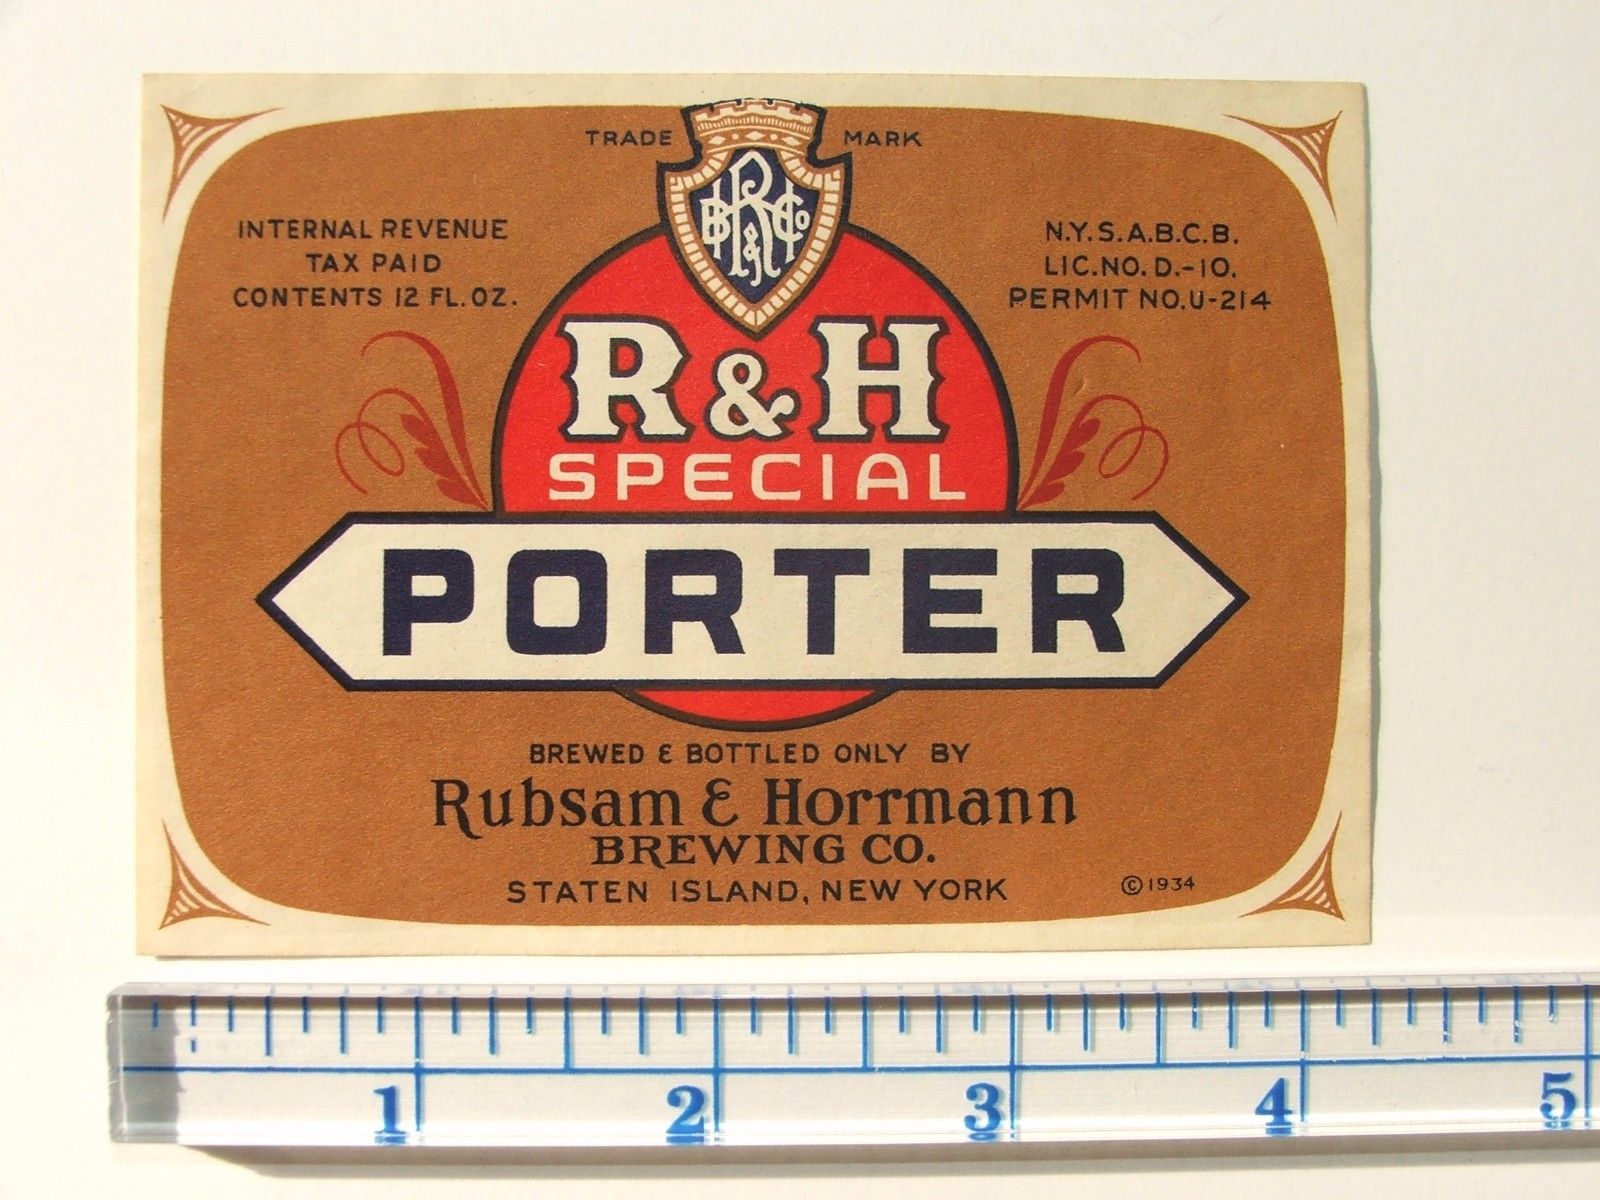 TRADE MARK
R B H Co
&
INTERNAL REVENUE
TAX PAID
CONTENTS 12 FL. OZ.
N.Y.S.A.B.C.B.
LIC. NO. D.-10.
PERMIT NO. U-214
R & H
SPECIAL
PORTER
BREWED & BOTTLED ONLY BY
Rubsam & Horrmann
BREWING CO.
STATEN ISLAND, NEW YORK
©1934
1 2 3 4 5